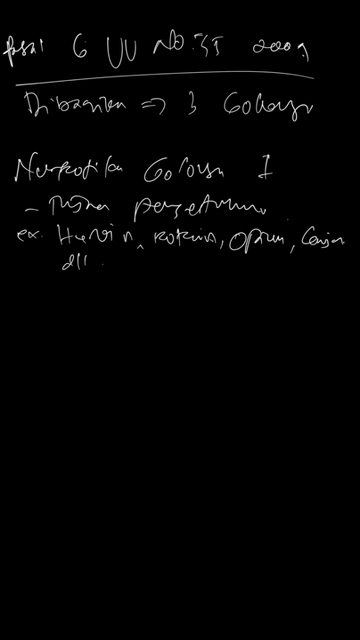 Pasal 6 UU NO. 35 2009
Dibagikan => 3 Golongan
Narkotika Golongan I
- Tujuan pengetahuan
ex. Heroin, kokain, Opium, Ganja
dll.